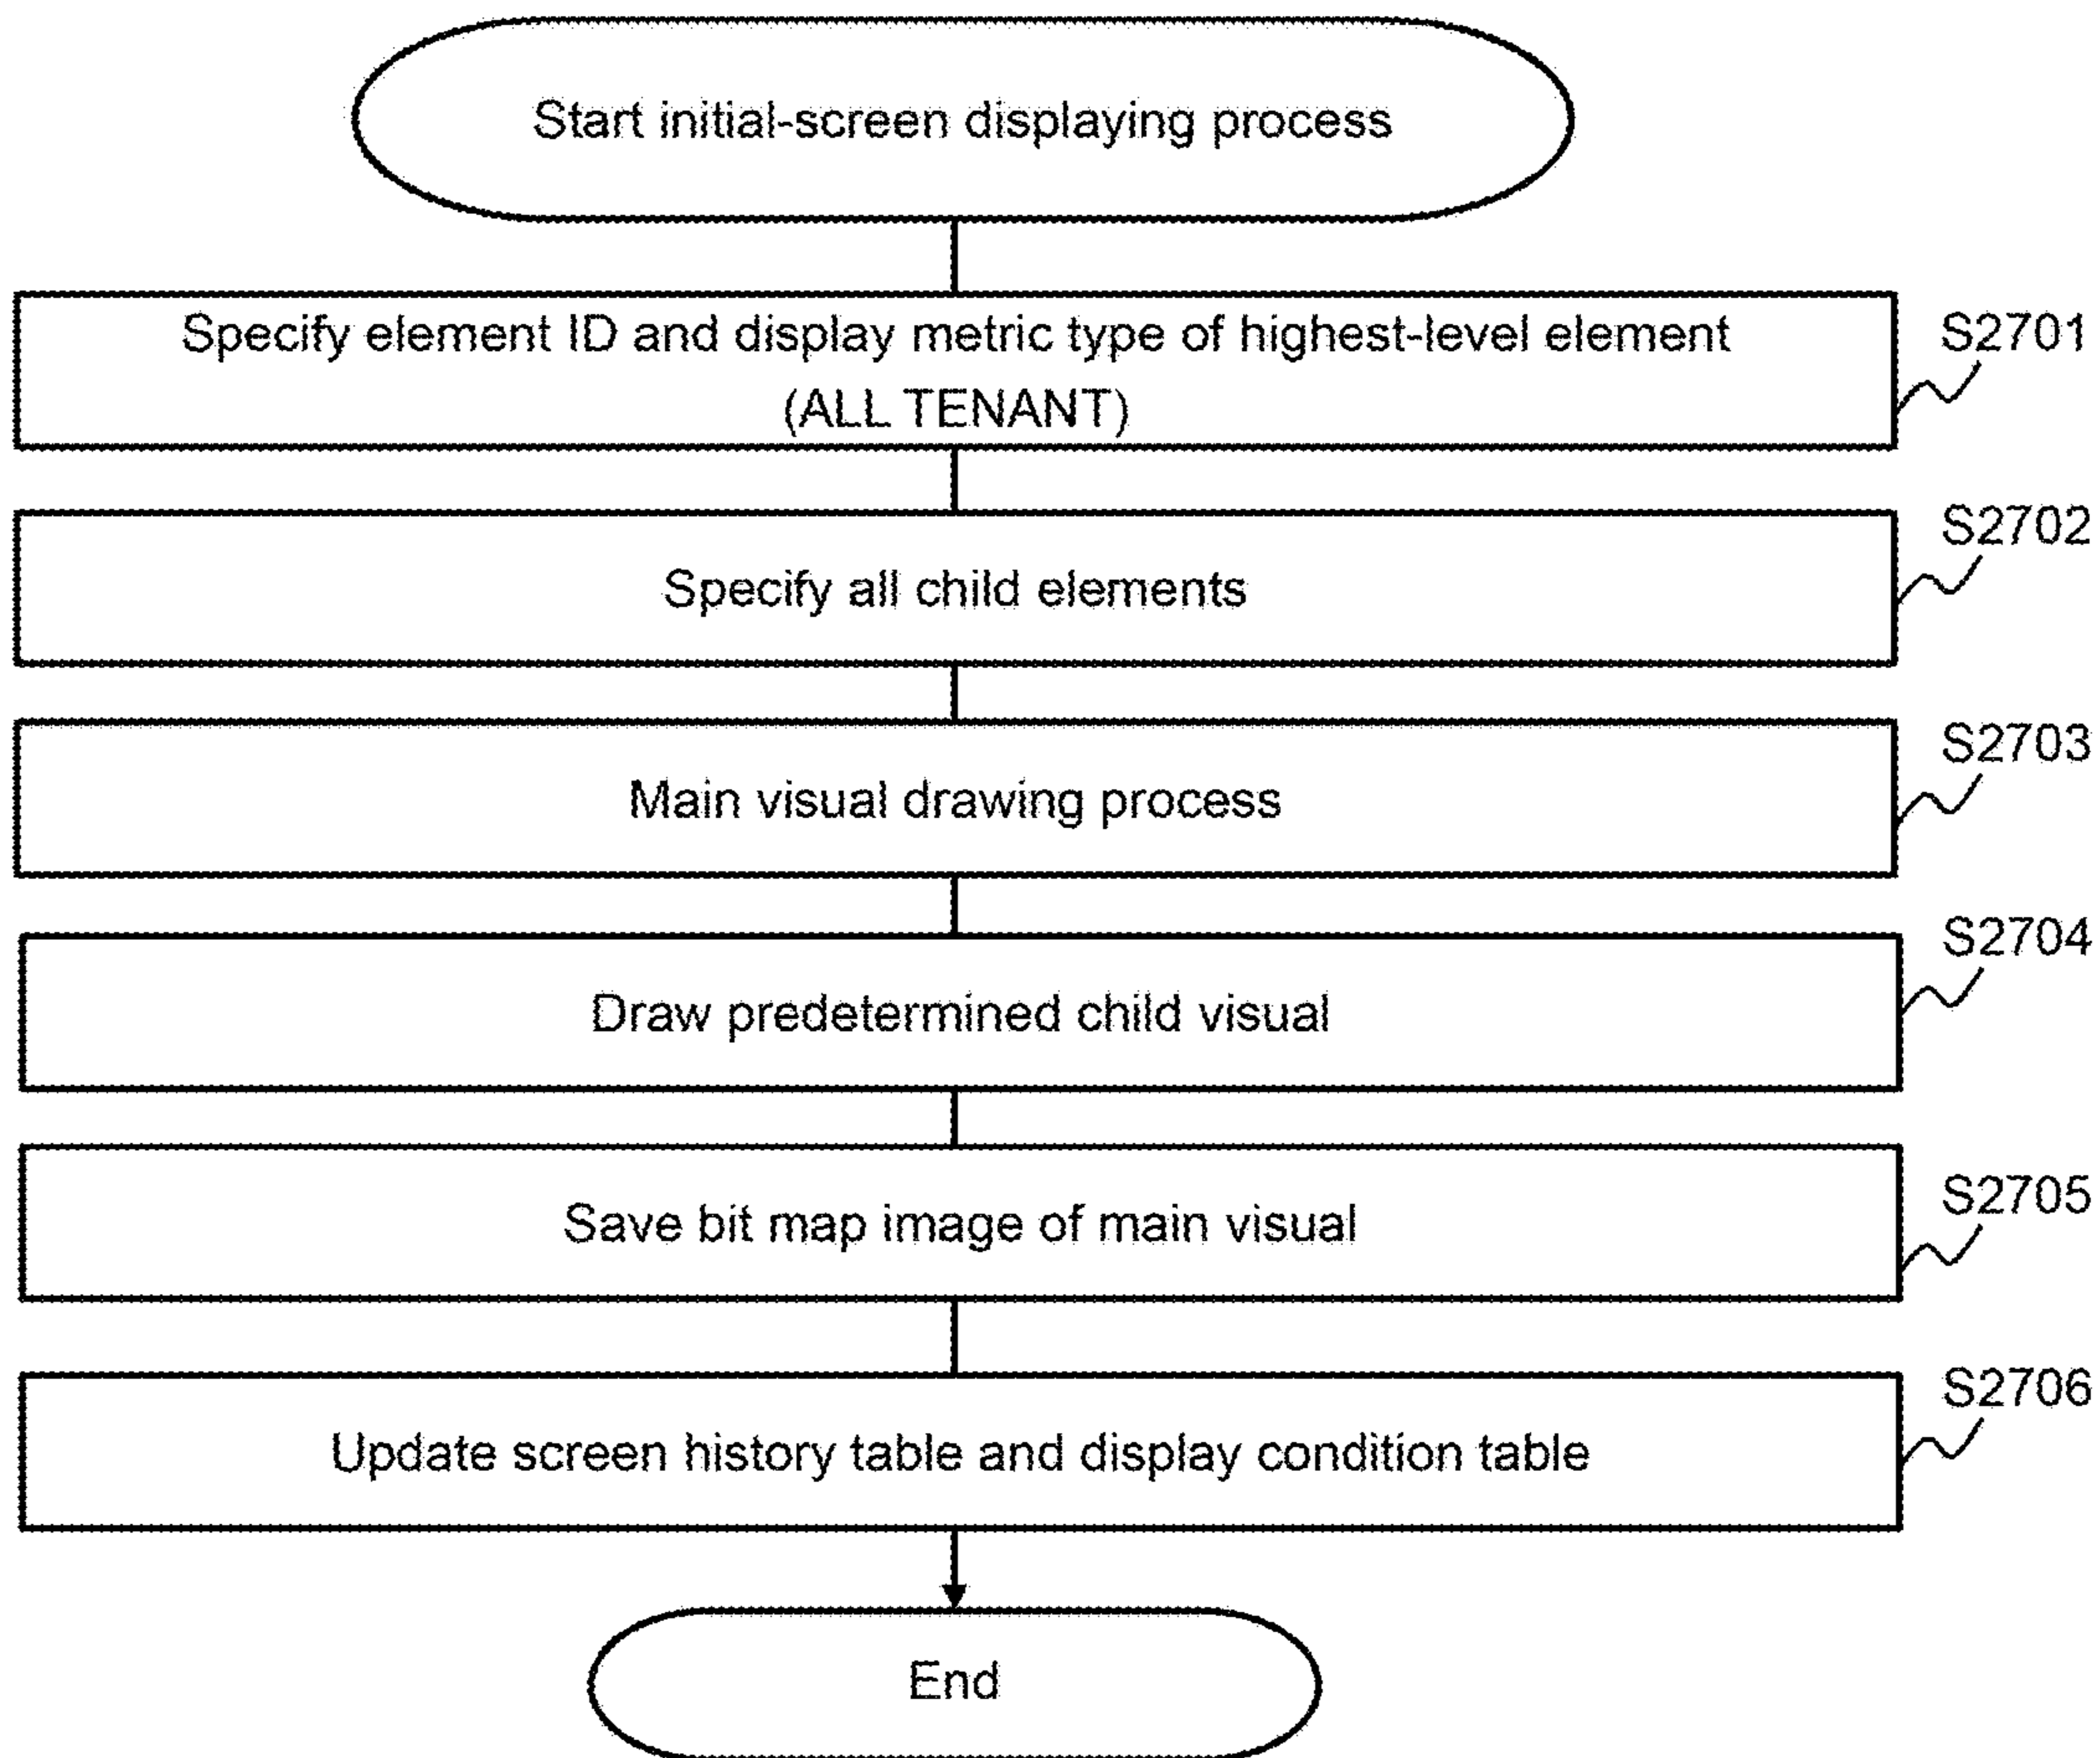 Start initial-screen displaying process
Specify element ID and display metric type of highest-level element
(ALL TENANT)
S2701
Specify all child elements
S2702
Main visual drawing process
S2703
Draw predetermined child visual
S2704
Save bit map image of main visual
S2705
Update screen history table and display condition table
S2706
End